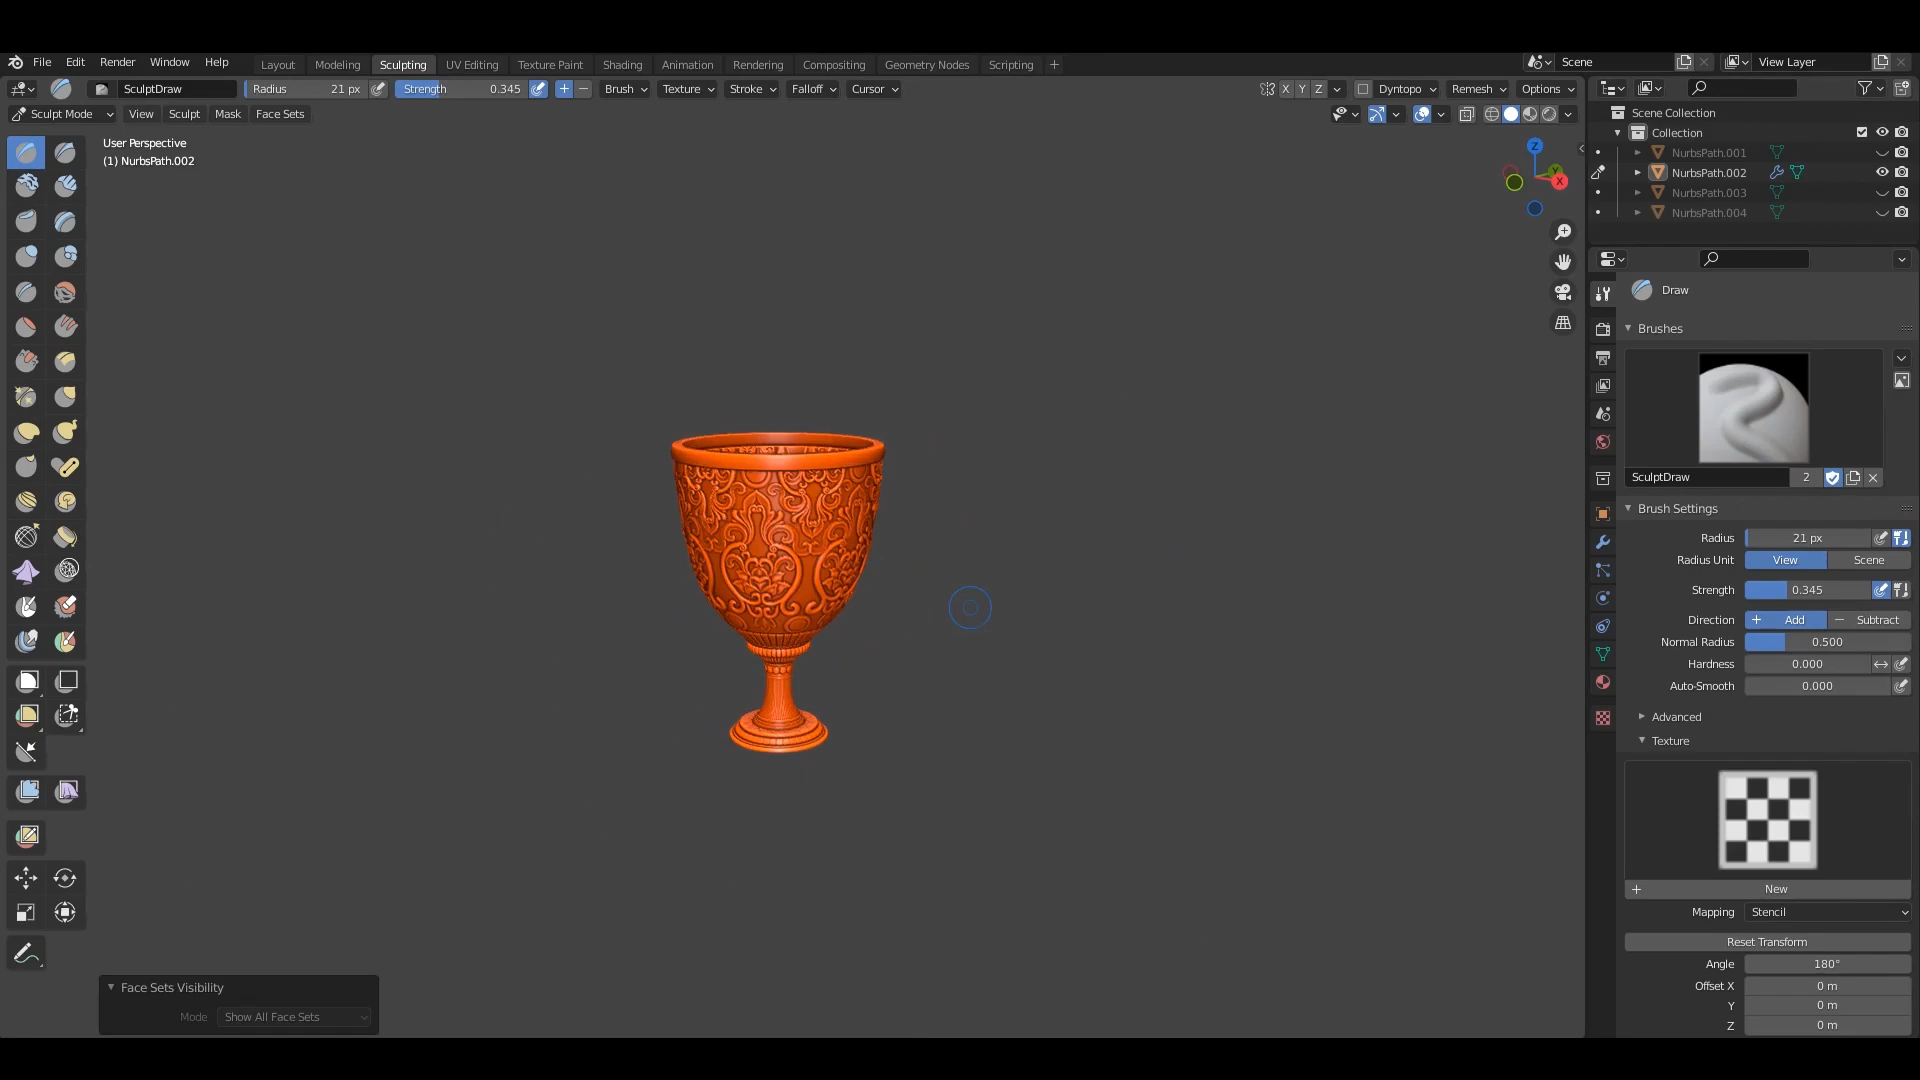 File Edit Render Window Help Layout Modeling Sculpting UV Editing Texture Paint Shading Animation Rendering Compositing Geometry Nodes Scripting + Scene View Layer
SculptDraw Radius 21 px Strength 0.345 + − Brush Texture Stroke Falloff Cursor X Y Z Dyntopo Remesh Options
Sculpt Mode View Sculpt Mask Face Sets
User Perspective
(1) NurbsPath.002
Z
Y
X
Face Sets Visibility
Mode Show All Face Sets
Scene Collection
Collection
NurbsPath.001
NurbsPath.002
NurbsPath.003
NurbsPath.004
Draw
Brushes
SculptDraw 2
Brush Settings
Radius 21 px
Radius Unit View Scene
Strength 0.345
Direction + Add − Subtract
Normal Radius 0.500
Hardness 0.000
Auto-Smooth 0.000
Advanced
Texture
+ New
Mapping Stencil
Reset Transform
Angle 180°
Offset X 0 m
Y 0 m
Z 0 m